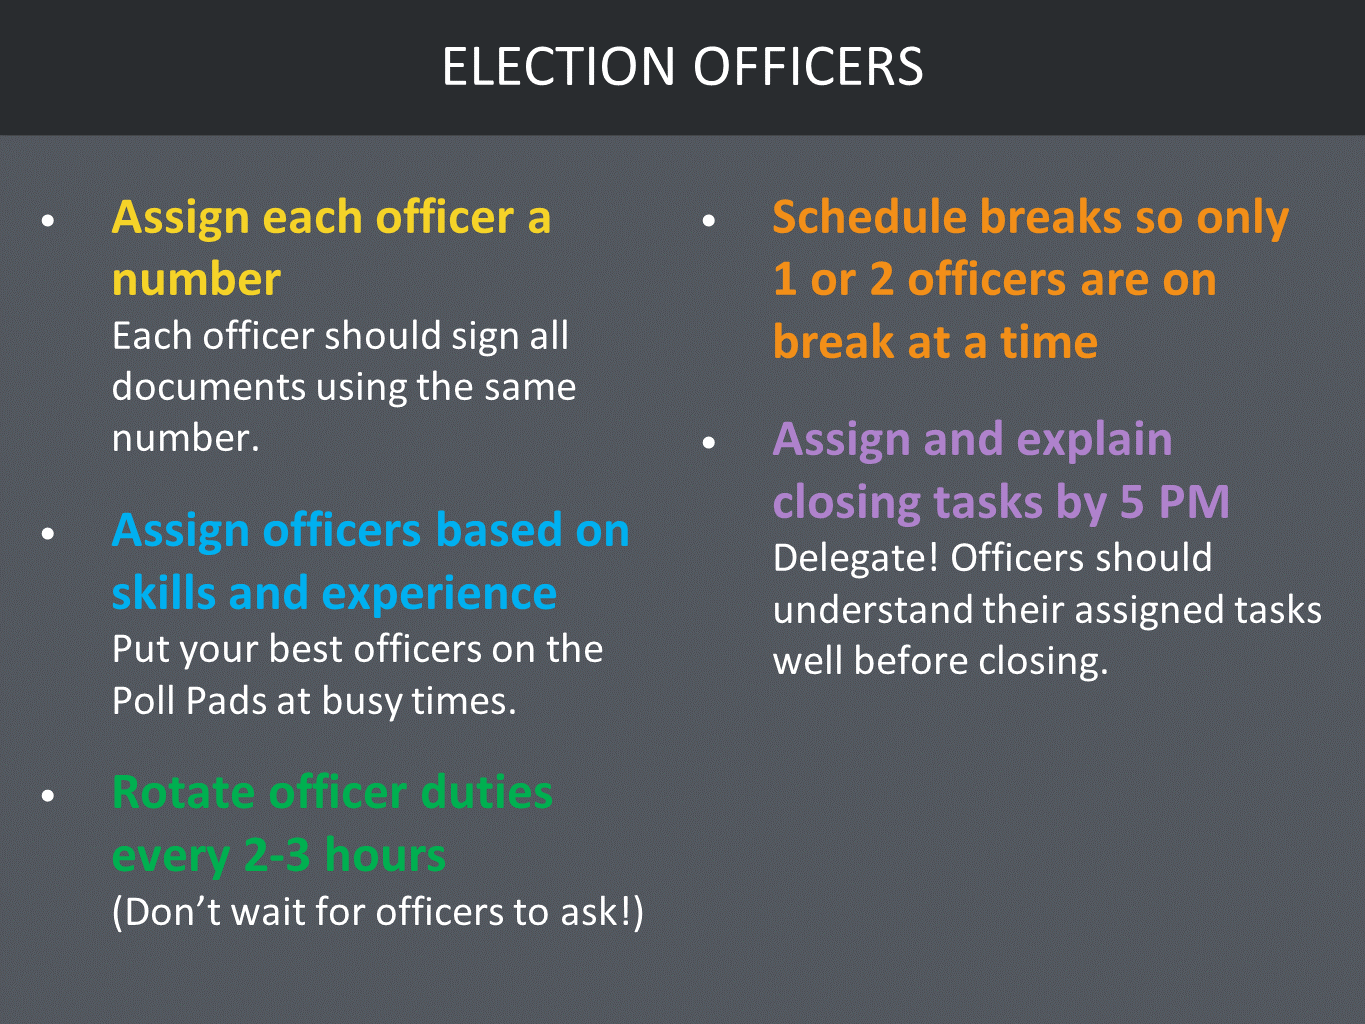 ELECTION OFFICERS
• Assign each officer a
number
Each officer should sign all
documents using the same
number.
• Assign officers based on
skills and experience
Put your best officers on the
Poll Pads at busy times.
• Rotate officer duties
every 2-3 hours
(Don’t wait for officers to ask!)
• Schedule breaks so only
1 or 2 officers are on
break at a time
• Assign and explain
closing tasks by 5 PM
Delegate! Officers should
understand their assigned tasks
well before closing.